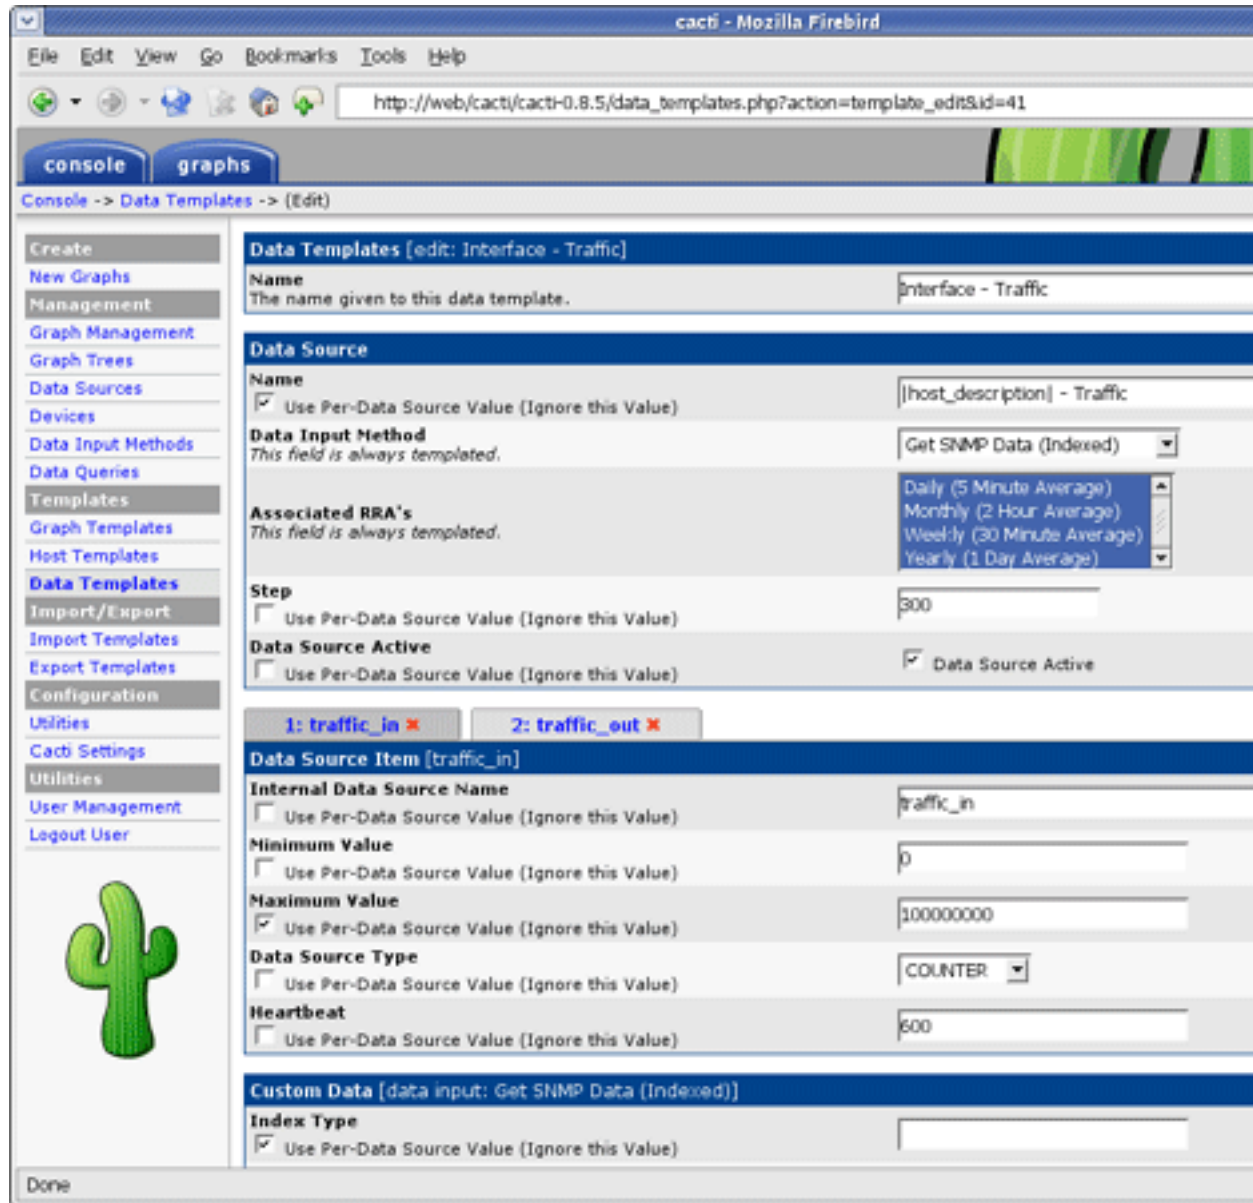 cacti - Mozilla Firebird
File Edit View Go Bookmarks Tools Help
http://web/cacti/cacti-0.8.5/data_templates.php?action=template_edit&id=41
console graphs
Console -> Data Templates -> (Edit)
Create
New Graphs
Management
Graph Management
Graph Trees
Data Sources
Devices
Data Input Methods
Data Queries
Templates
Graph Templates
Host Templates
Data Templates
Import/Export
Import Templates
Export Templates
Configuration
Utilities
Cacti Settings
Utilities
User Management
Logout User
Data Templates [edit: Interface - Traffic]
Name
The name given to this data template.
Interface - Traffic
Data Source
Name
Use Per-Data Source Value (Ignore this Value)
|host_description| - Traffic
Data Input Method
This field is always templated.
Get SNMP Data (Indexed)
Associated RRA's
This field is always templated.
Daily (5 Minute Average)
Monthly (2 Hour Average)
Weekly (30 Minute Average)
Yearly (1 Day Average)
Step
Use Per-Data Source Value (Ignore this Value)
300
Data Source Active
Use Per-Data Source Value (Ignore this Value)
Data Source Active
1: traffic_in 2: traffic_out
Data Source Item [traffic_in]
Internal Data Source Name
Use Per-Data Source Value (Ignore this Value)
traffic_in
Minimum Value
Use Per-Data Source Value (Ignore this Value)
0
Maximum Value
Use Per-Data Source Value (Ignore this Value)
100000000
Data Source Type
Use Per-Data Source Value (Ignore this Value)
COUNTER
Heartbeat
Use Per-Data Source Value (Ignore this Value)
600
Custom Data [data input: Get SNMP Data (Indexed)]
Index Type
Use Per-Data Source Value (Ignore this Value)
Done